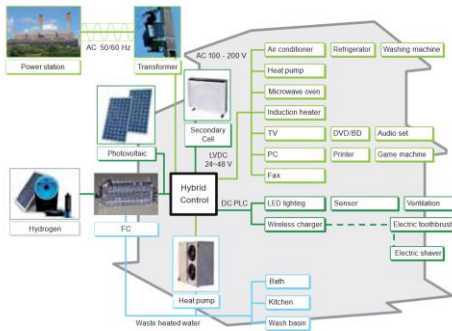 AC 50/60 Hz
Power station
Transformer
AC 100 - 200 V
Air conditioner
Refrigerator
Washing machine
Heat pump
Microwave oven
Induction heater
TV
DVD/BD
Audio set
PC
Printer
Game machine
Fax
Secondary
Cell
Photovoltaic
LVDC
24~48 V
Hybrid
Control
DC PLC
LED lighting
Sensor
Ventilation
Wireless charger
Electric toothbrush
Electric shaver
Hydrogen
FC
Heat pump
Waste heated water
Bath
Kitchen
Wash basin